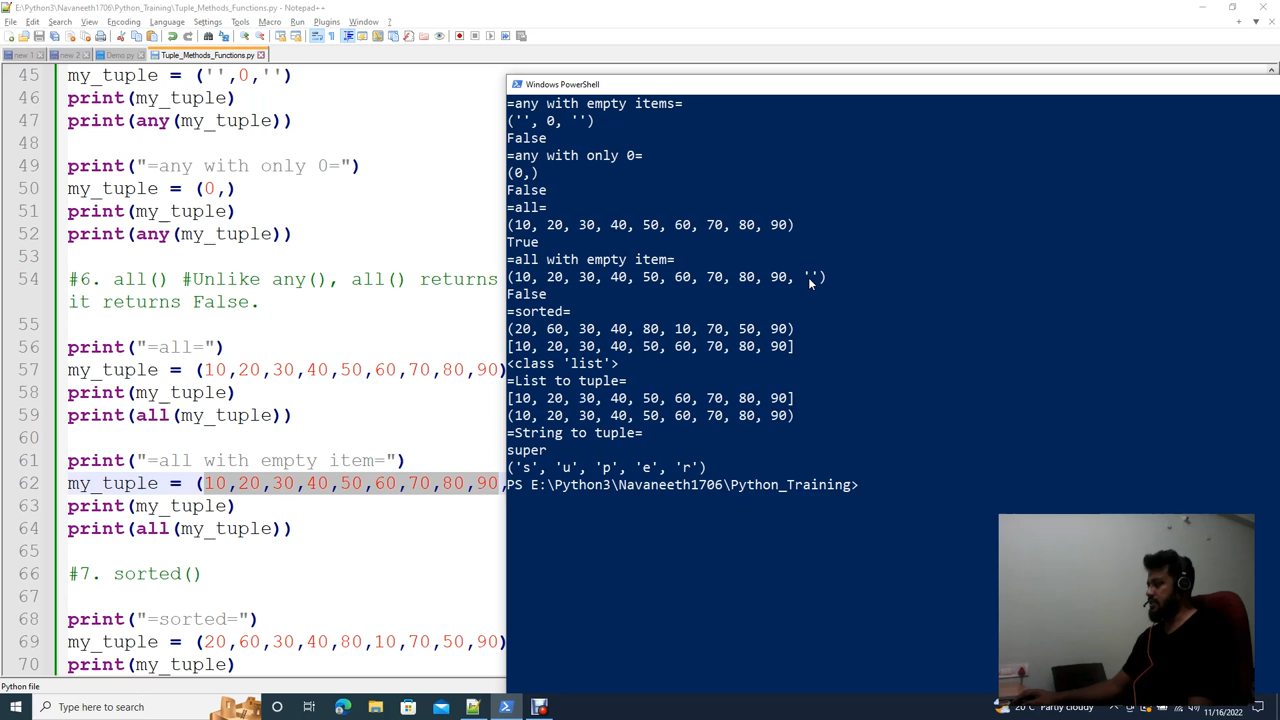 E:\Python3\Navaneeth1706\Python_Training\Tuple_Methods_Functions.py - Notepad++
File Edit Search View Encoding Language Settings Tools Macro Run Plugins Window ?
new 1 new 2 Demo.py Tuple_Methods_Functions.py
45 my_tuple = ('',0,'')
46 print(my_tuple)
47 print(any(my_tuple))
48
49 print("=any with only 0=")
50 my_tuple = (0,)
51 print(my_tuple)
52 print(any(my_tuple))
53
54 #6. all() #Unlike any(), all() returns
it returns False.
55
56 print("=all=")
57 my_tuple = (10,20,30,40,50,60,70,80,90)
58 print(my_tuple)
59 print(all(my_tuple))
60
61 print("=all with empty item=")
62 my_tuple = (10,20,30,40,50,60,70,80,90,
63 print(my_tuple)
64 print(all(my_tuple))
65
66 #7. sorted()
67
68 print("=sorted=")
69 my_tuple = (20,60,30,40,80,10,70,50,90)
70 print(my_tuple)
Python file
Windows PowerShell
=any with empty items=
('', 0, '')
False
=any with only 0=
(0,)
False
=all=
(10, 20, 30, 40, 50, 60, 70, 80, 90)
True
=all with empty item=
(10, 20, 30, 40, 50, 60, 70, 80, 90, '')
False
=sorted=
(20, 60, 30, 40, 80, 10, 70, 50, 90)
[10, 20, 30, 40, 50, 60, 70, 80, 90]
<class 'list'>
=List to tuple=
[10, 20, 30, 40, 50, 60, 70, 80, 90]
(10, 20, 30, 40, 50, 60, 70, 80, 90)
=String to tuple=
super
('s', 'u', 'p', 'e', 'r')
PS E:\Python3\Navaneeth1706\Python_Training>
Type here to search
20°C Partly cloudy
11/16/2022